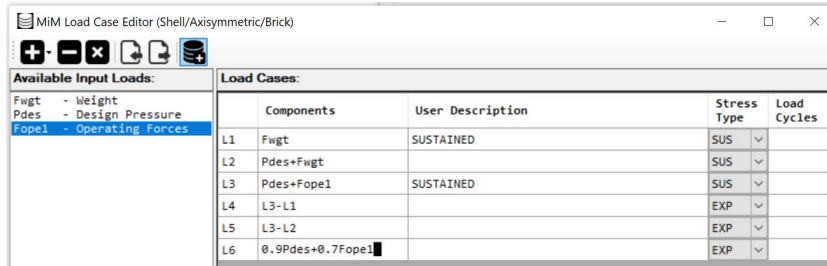 MiM Load Case Editor (Shell/Axisymmetric/Brick)
Available Input Loads:
Fwgt - Weight
Pdes - Design Pressure
Fope1 - Operating Forces
Load Cases:
Components User Description Stress Type Load Cycles
L1 Fwgt SUSTAINED SUS
L2 Pdes+Fwgt SUS
L3 Pdes+Fope1 SUSTAINED SUS
L4 L3-L1 EXP
L5 L3-L2 EXP
L6 0.9Pdes+0.7Fope1 EXP